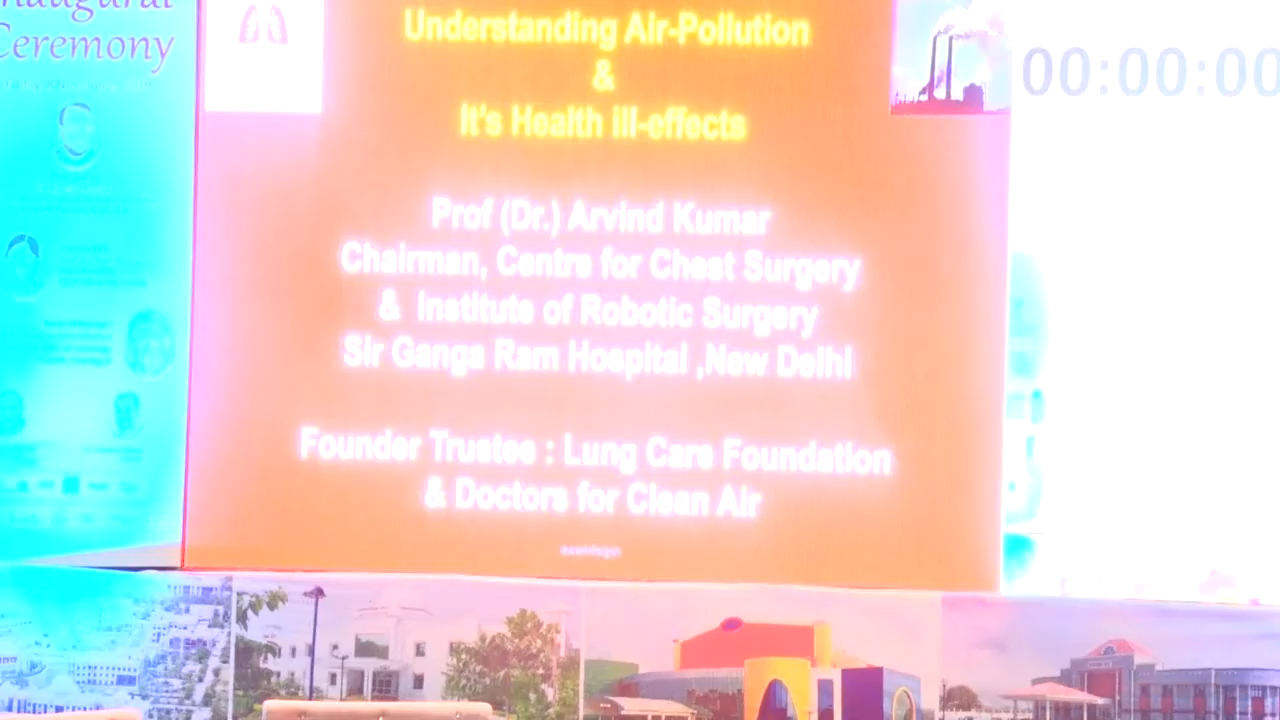 Ceremony
Understanding Air-Pollution
&
It's Health ill-effects
Prof (Dr.) Arvind Kumar
Chairman, Centre for Chest Surgery
& Institute of Robotic Surgery
Sir Ganga Ram Hospital ,New Delhi
Founder Trustee : Lung Care Foundation
& Doctors for Clean Air
00:00:00